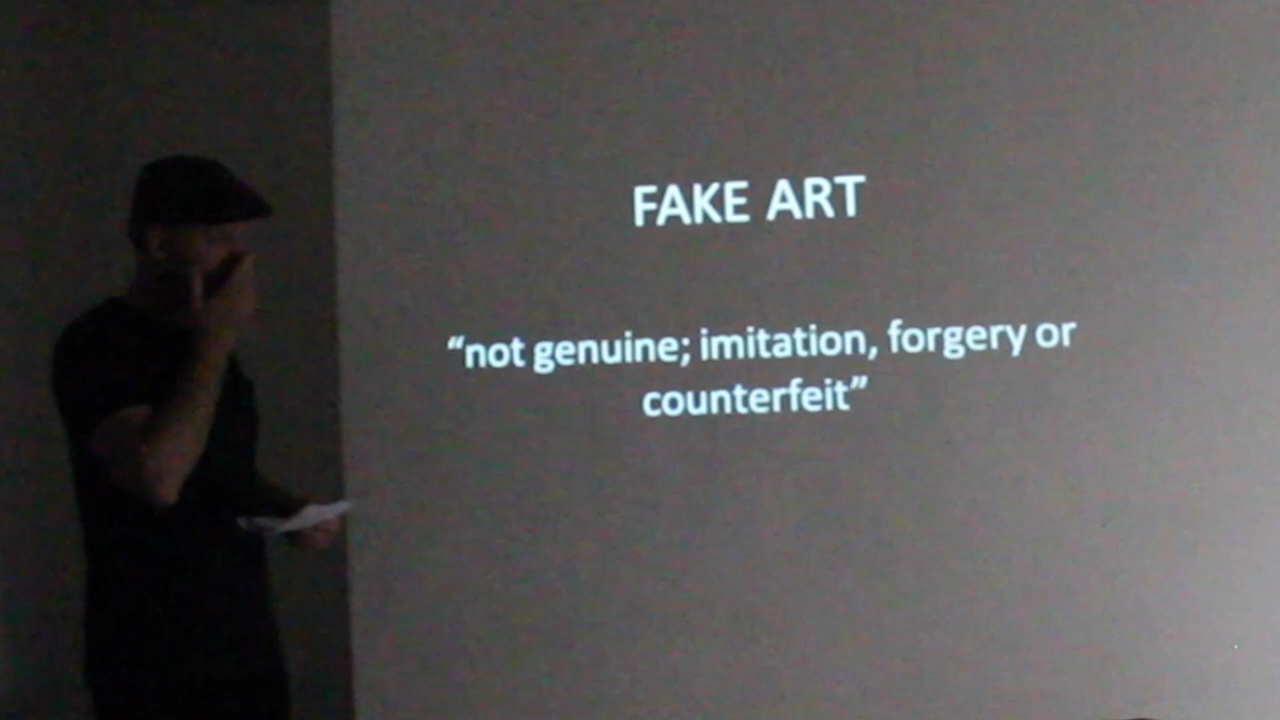 FAKE ART
“not genuine; imitation, forgery or
counterfeit”